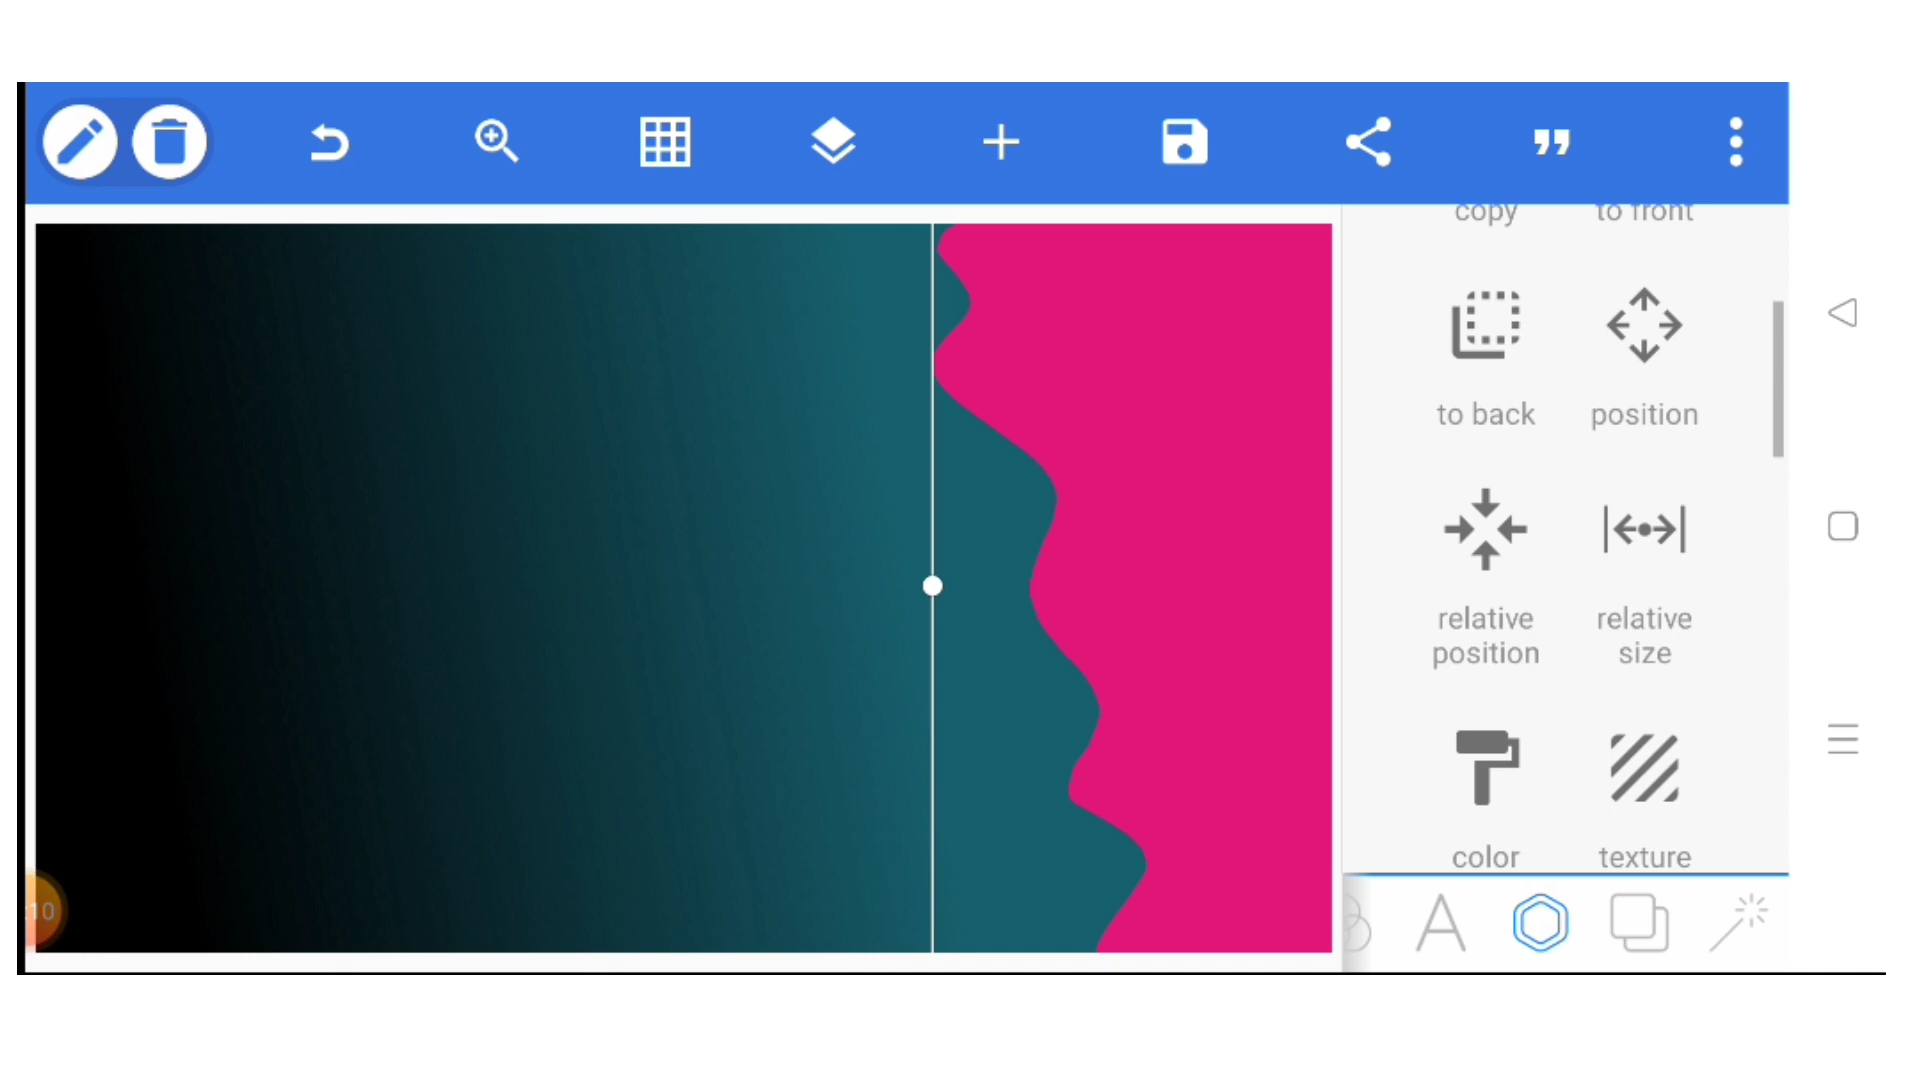 copy to front
to back position
relative position relative size
color texture
:10